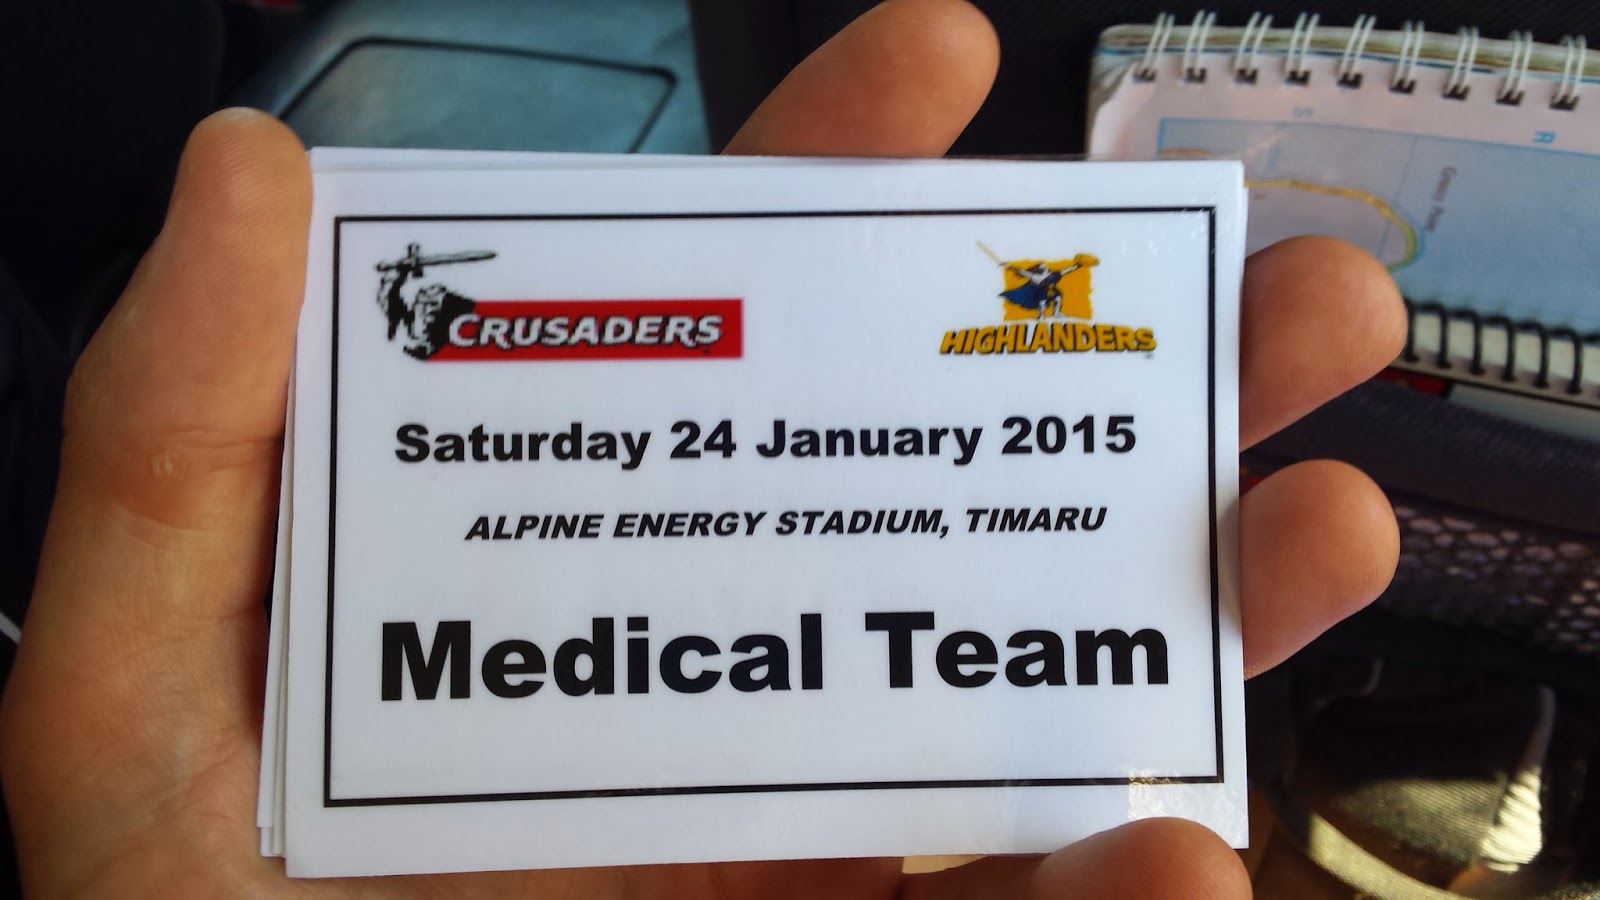 CRUSADERS
HIGHLANDERS
Saturday 24 January 2015
ALPINE ENERGY STADIUM, TIMARU
Medical Team
S
R